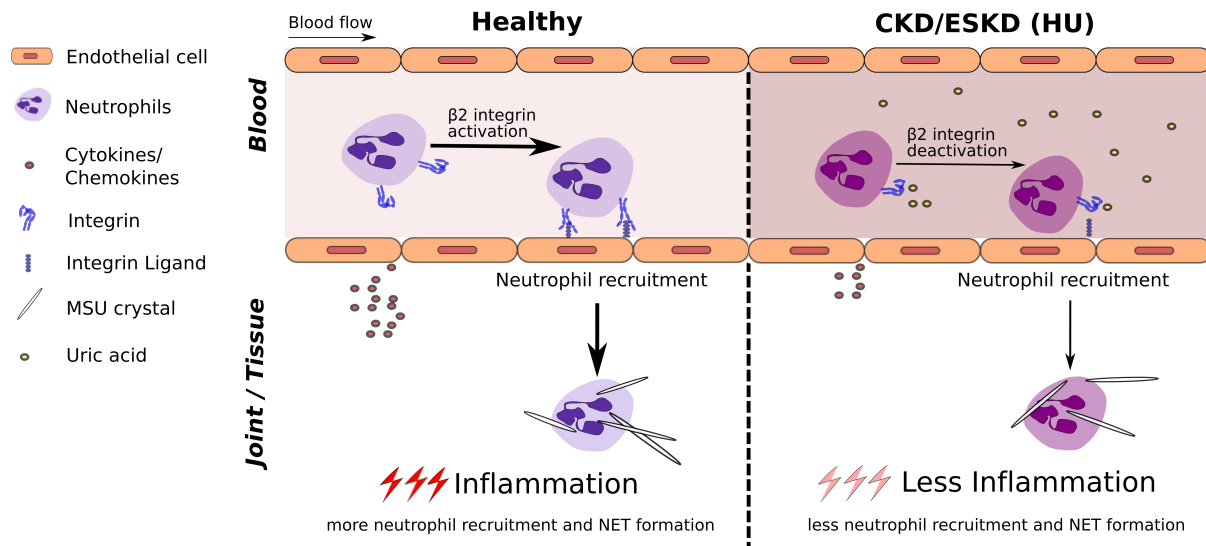 Blood flow
Healthy
CKD/ESKD (HU)
Endothelial cell
Neutrophils
Cytokines/
Chemokines
Integrin
Integrin Ligand
MSU crystal
Uric acid
Blood
β2 integrin
activation
β2 integrin
deactivation
Joint / Tissue
Neutrophil recruitment
Neutrophil recruitment
Inflammation
Less Inflammation
more neutrophil recruitment and NET formation
less neutrophil recruitment and NET formation